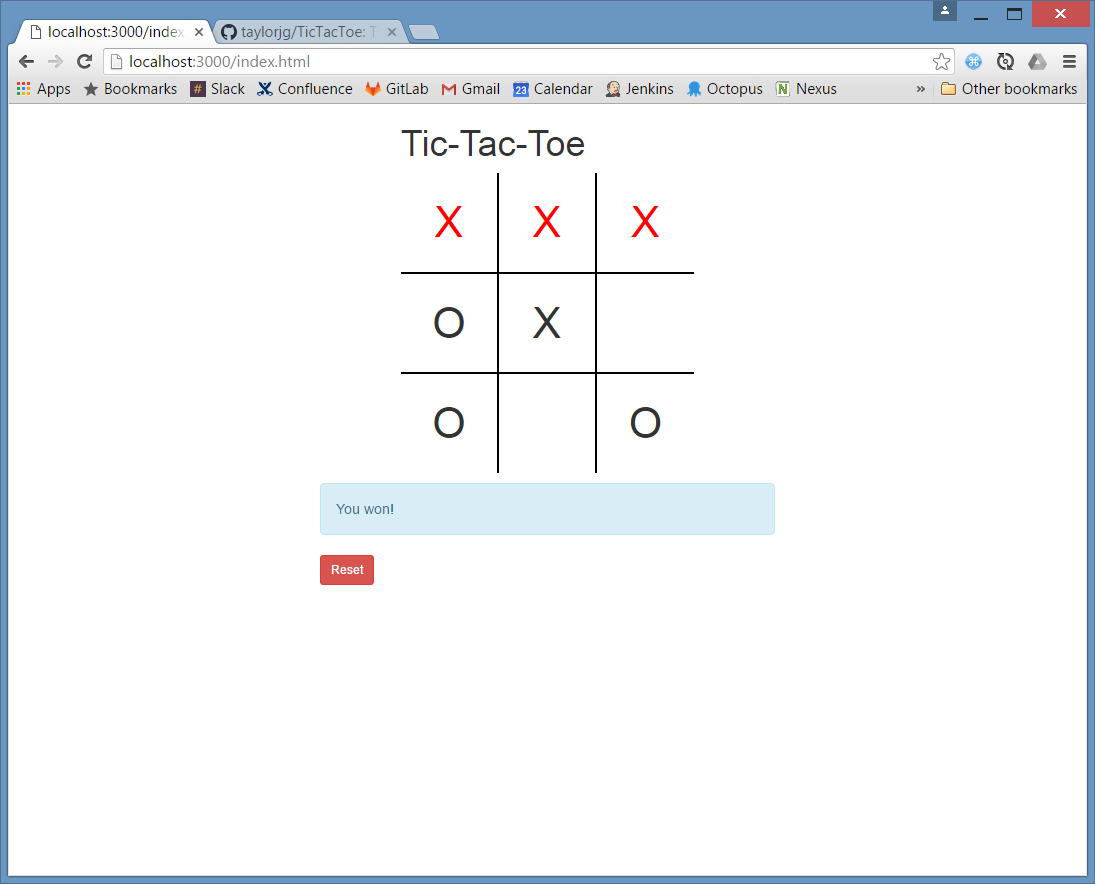 localhost:3000/index
taylorjg/TicTacToe: T
localhost:3000/index.html
Apps Bookmarks # Slack Confluence GitLab Gmail 23 Calendar Jenkins Octopus N Nexus » Other bookmarks
Tic-Tac-Toe
X X X
O X
O O
You won!
Reset